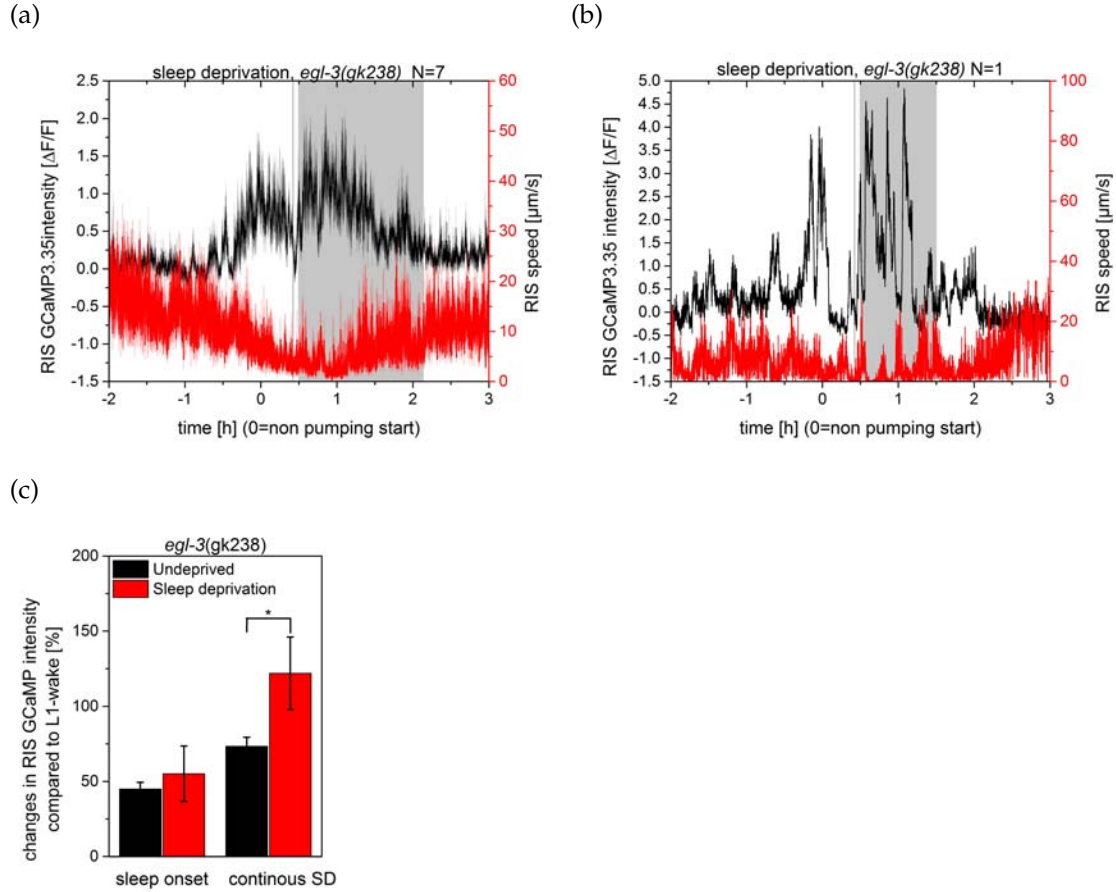 (a)
sleep deprivation, egl-3(gk238) N=7
RIS GCaMP3.35intensity [ΔF/F]
2.5
2.0
1.5
1.0
0.5
0.0
-0.5
-1.0
-1.5
60
50
40
30
20
10
0
RIS speed [µm/s]
-2 -1 0 1 2 3
time [h] (0=non pumping start)
(b)
sleep deprivation, egl-3(gk238) N=1
RIS GCaMP3.35 intensity [ΔF/F]
5.0
4.5
4.0
3.5
3.0
2.5
2.0
1.5
1.0
0.5
0.0
-0.5
-1.0
-1.5
100
80
60
40
20
0
RIS speed [µm/s]
-2 -1 0 1 2 3
time [h] (0=non pumping start)
(c)
egl-3(gk238)
changes in RIS GCaMP intensity
compared to L1-wake [%]
200
150
100
50
0
Undeprived
Sleep deprivation
*
sleep onset continous SD